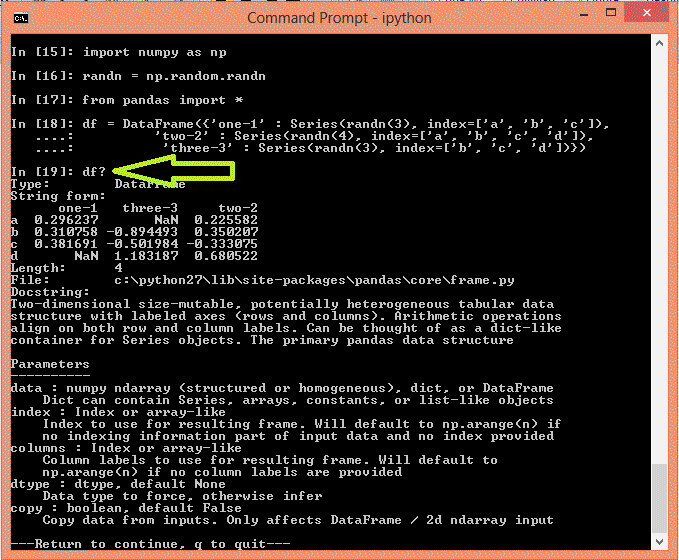 Command Prompt - ipython
In [15]: import numpy as np
In [16]: randn = np.random.randn
In [17]: from pandas import *
In [18]: df = DataFrame({'one-1' : Series(randn(3), index=['a', 'b', 'c']),
   ....:          'two-2' : Series(randn(4), index=['a', 'b', 'c', 'd']),
   ....:           'three-3' : Series(randn(3), index=['b', 'c', 'd'])})
In [19]: df?
Type:       DataFrame
String form:
      one-1   three-3     two-2
a  0.296237       NaN  0.225582
b  0.310758 -0.894493  0.350207
c  0.381691 -0.501984 -0.333075
d       NaN  1.183187  0.680522
Length:     4
File:       c:\python27\lib\site-packages\pandas\core\frame.py
Docstring:
Two-dimensional size-mutable, potentially heterogeneous tabular data
structure with labeled axes (rows and columns). Arithmetic operations
align on both row and column labels. Can be thought of as a dict-like
container for Series objects. The primary pandas data structure
Parameters
----------
data : numpy ndarray (structured or homogeneous), dict, or DataFrame
    Dict can contain Series, arrays, constants, or list-like objects
index : Index or array-like
    Index to use for resulting frame. Will default to np.arange(n) if
    no indexing information part of input data and no index provided
columns : Index or array-like
    Column labels to use for resulting frame. Will default to
    np.arange(n) if no column labels are provided
dtype : dtype, default None
    Data type to force, otherwise infer
copy : boolean, default False
    Copy data from inputs. Only affects DataFrame / 2d ndarray input
---Return to continue, q to quit---